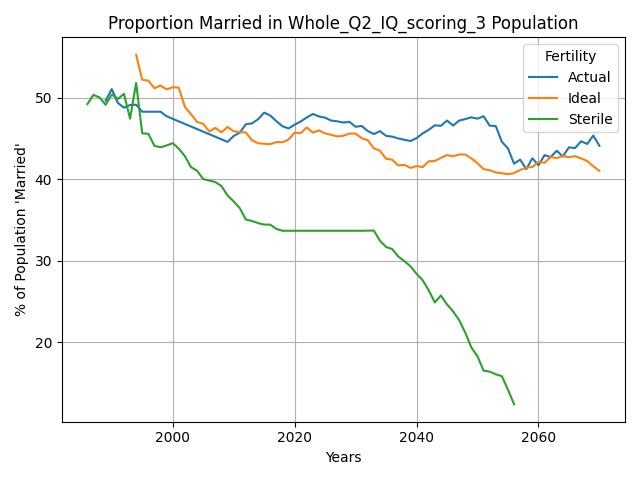 Proportion Married in Whole_Q2_IQ_scoring_3 Population
Fertility
Actual
Ideal
Sterile
% of Population 'Married'
50
40
30
20
2000
2020
2040
2060
Years